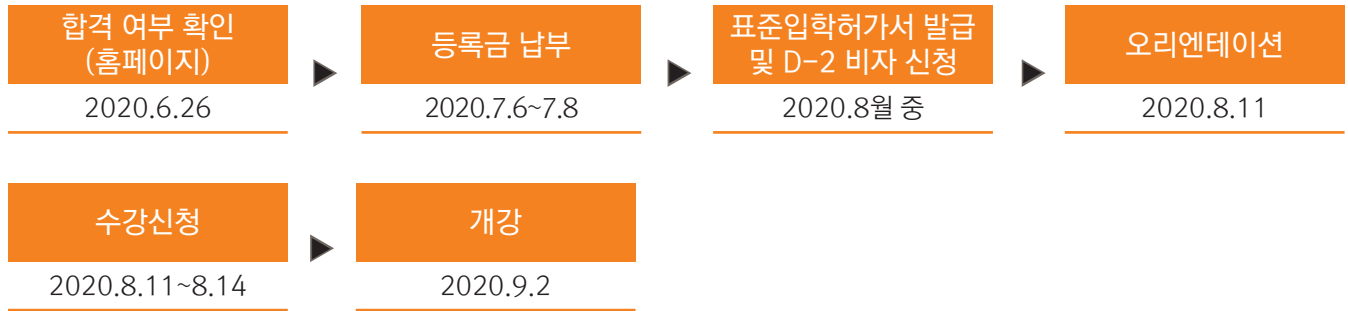 합격 여부 확인
(홈페이지)
2020.6.26
▶
등록금 납부
2020.7.6~7.8
▶
표준입학허가서 발급
및 D-2 비자 신청
2020.8월 중
▶
오리엔테이션
2020.8.11
수강신청
2020.8.11~8.14
▶
개강
2020.9.2